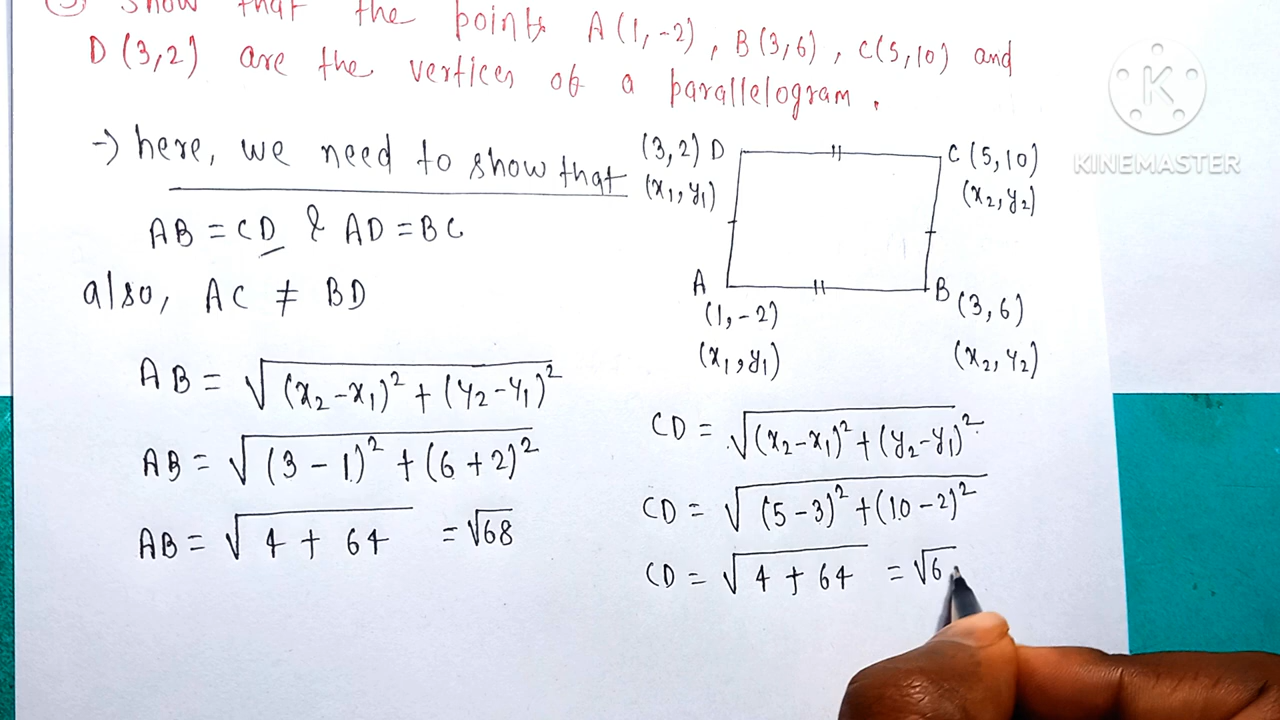 ③ Show that the points A(1,-2), B(3,6), C(5,10) and
D(3,2) are the vertices of a parallelogram.
→ here, we need to show that
AB = CD & AD = BC
also, AC ≠ BD
(3,2) D
(x₁,y₁)
C (5,10)
(x₂,y₂)
A
(1,-2)
(x₁,y₁)
B (3,6)
(x₂,y₂)
K
KINEMASTER
AB = √(x₂-x₁)² + (y₂-y₁)²
AB = √(3-1)² + (6+2)²
AB = √4 + 64 = √68
CD = √(x₂-x₁)² + (y₂-y₁)²
CD = √(5-3)² + (10-2)²
CD = √4 + 64 = √6